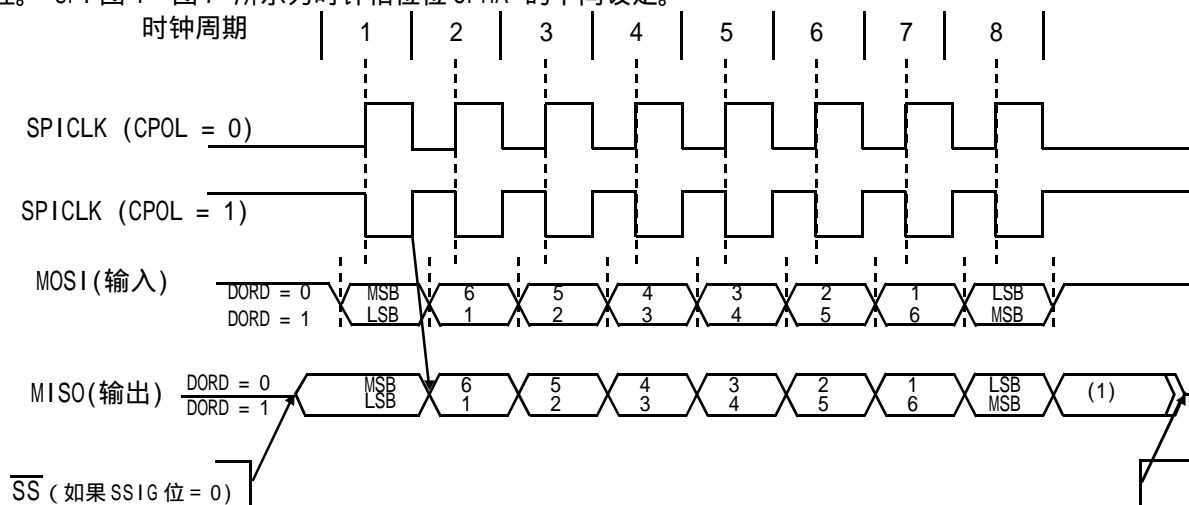 时钟周期 1 2 3 4 5 6 7 8
SPICLK (CPOL = 0)
SPICLK (CPOL = 1)
MOSI(输入)
DORD = 0 MSB 6 5 4 3 2 1 LSB
DORD = 1 LSB 1 2 3 4 5 6 MSB
MISO(输出)
DORD = 0 MSB 6 5 4 3 2 1 LSB (1)
DORD = 1 LSB 1 2 3 4 5 6 MSB
SS (如果SSIG 位= 0)